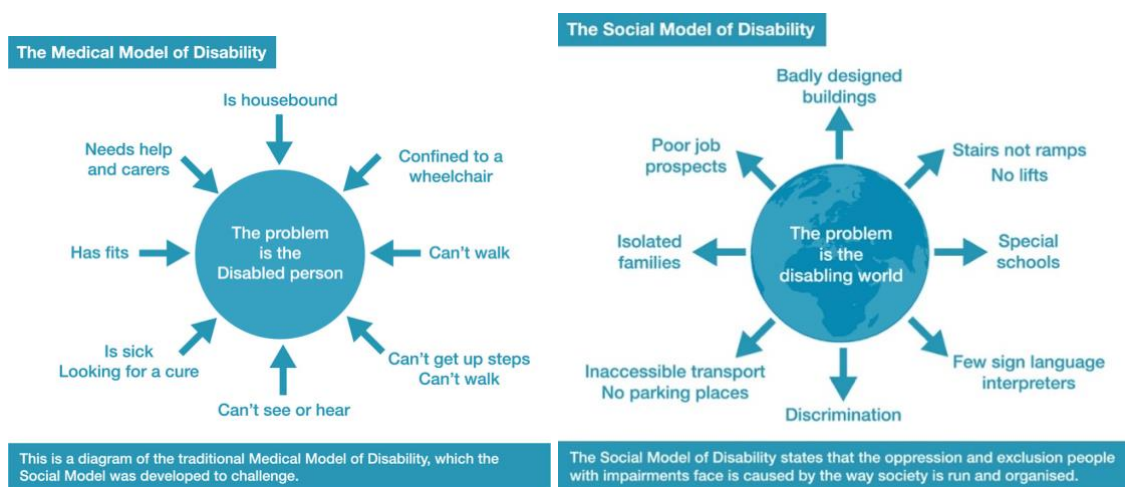 The Medical Model of Disability
Is housebound
Needs help
and carers
Confined to a
wheelchair
Has fits
The problem
is the
Disabled person
Can't walk
Is sick
Looking for a cure
Can't get up steps
Can't walk
Can't see or hear
This is a diagram of the traditional Medical Model of Disability, which the
Social Model was developed to challenge.
The Social Model of Disability
Badly designed
buildings
Poor job
prospects
Stairs not ramps
No lifts
Isolated
families
The problem
is the
disabling world
Special
schools
Inaccessible transport
No parking places
Few sign language
interpreters
Discrimination
The Social Model of Disability states that the oppression and exclusion people
with impairments face is caused by the way society is run and organised.